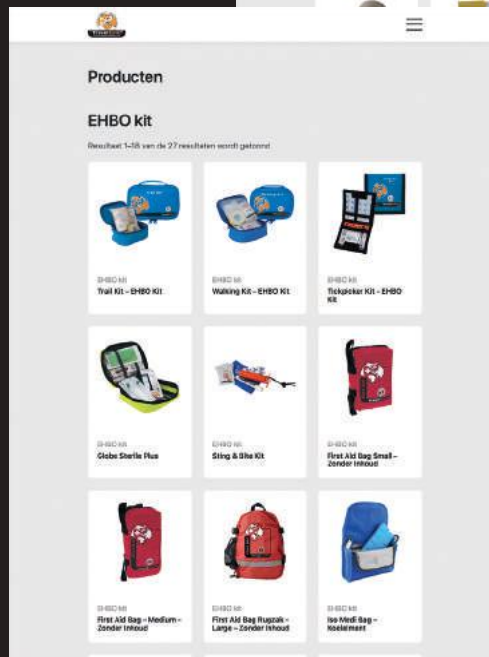 Producten
EHBO kit
Resultaat 1–18 van de 27 resultaten wordt getoond
EHBO kit
Trail Kit – EHBO Kit
EHBO kit
Walking Kit – EHBO Kit
EHBO kit
Tickpicker Kit – EHBO
Kit
EHBO kit
Globe Sterile Plus
EHBO kit
Sting & Bite Kit
EHBO kit
First Aid Bag Small –
Zonder Inhoud
EHBO kit
First Aid Bag – Medium –
Zonder Inhoud
EHBO kit
First Aid Bag Rugzak –
Large – Zonder Inhoud
EHBO kit
Iso Medi Bag –
Koelelement